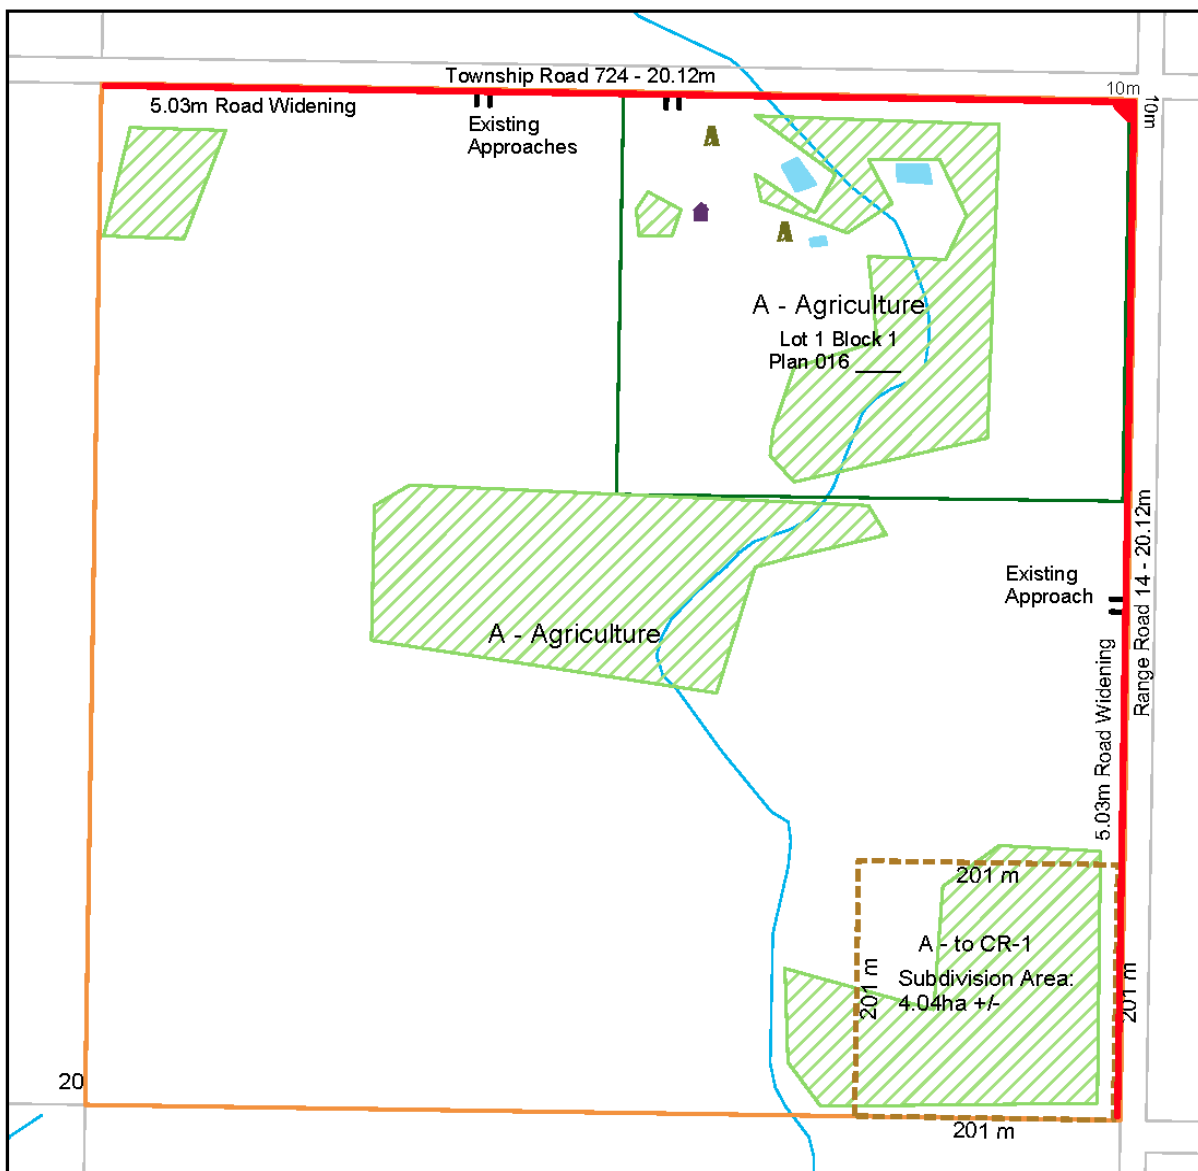 Township Road 724 - 20.12m
10m
10m
5.03m Road Widening
Existing
Approaches
A - Agriculture
Lot 1 Block 1
Plan 016 ____
Range Road 14 - 20.12m
Existing
Approach
A - Agriculture
5.03m Road Widening
201 m
A - to CR-1
Subdivision Area:
4.04ha +/-
201 m
201 m
20
201 m